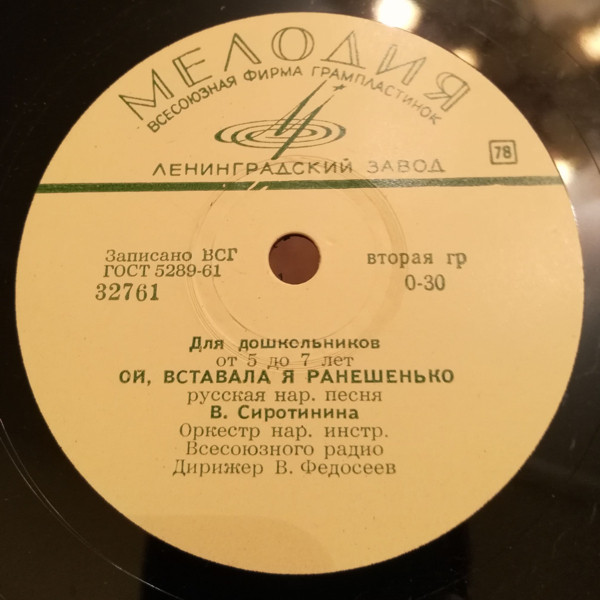 МЕЛОДИЯ
ВСЕСОЮЗНАЯ ФИРМА ГРАМПЛАСТИНОК
ЛЕНИНГРАДСКИЙ ЗАВОД
78
Записано ВСГ
ГОСТ 5289-61
32761
вторая гр
0-30
Для дошкольников
от 5 до 7 лет
ОЙ, ВСТАВАЛА Я РАНЕШЕНЬКО
русская нар. песня
В. Сиротинина
Оркестр нар. инстр.
Всесоюзного радио
Дирижер В. Федосеев